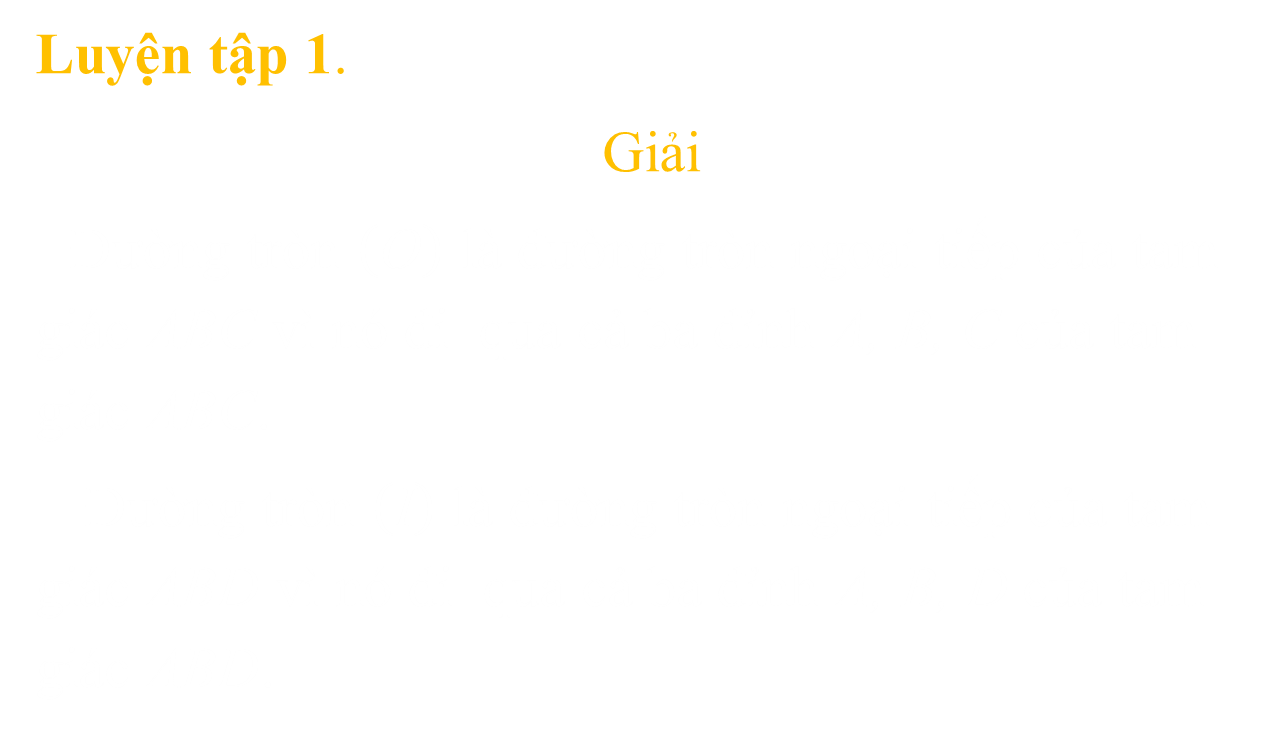 Luyện tập 1.
Giải